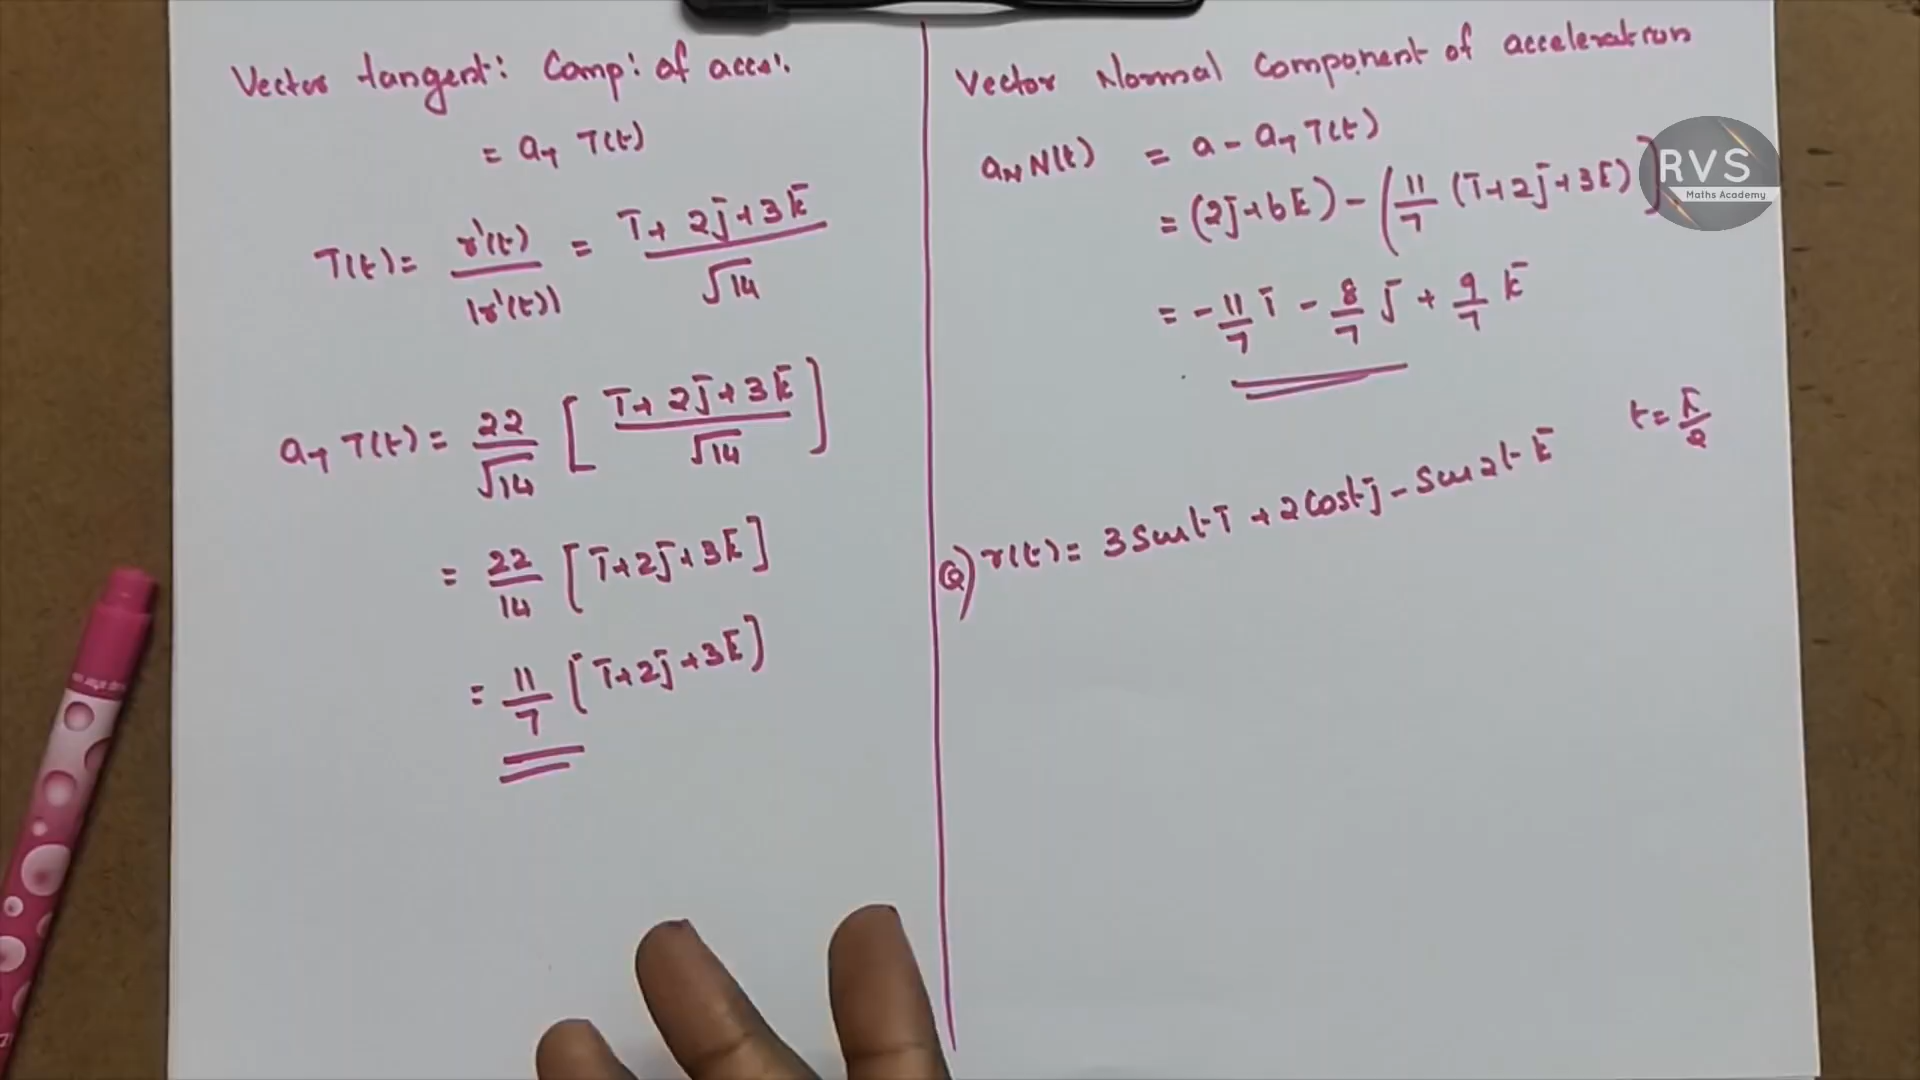 Vector tangent: Comp: of accn:
= a_T T(t)
T(t) = r'(t) / |r'(t)| = (i̅ + 2j̅ + 3k̅) / √14
a_T T(t) = 22/√14 [ (i̅ + 2j̅ + 3k̅) / √14 ]
= 22/14 [i̅ + 2j̅ + 3k̅]
= 11/7 [i̅ + 2j̅ + 3k̅]
Vector Normal Component of acceleration
a_N N(t) = a - a_T T(t)
= (2j̅ + 6k̅) - (11/7 (i̅ + 2j̅ + 3k̅)]
= -11/7 i̅ - 8/7 j̅ + 9/7 k̅
Q) r(t) = 3 sin t i̅ + 2 cos t j̅ - sin 2t k̅ t = π/2
RVS
Maths Academy